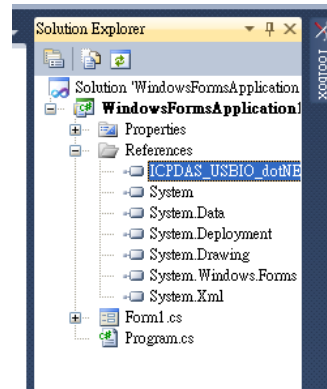 Solution Explorer
Solution 'WindowsFormsApplication
WindowsFormsApplication1
Properties
References
ICPDAS_USBIO_dotNE
System
System.Data
System.Deployment
System.Drawing
System.Windows.Forms
System.Xml
Form1.cs
Program.cs
Toolbox